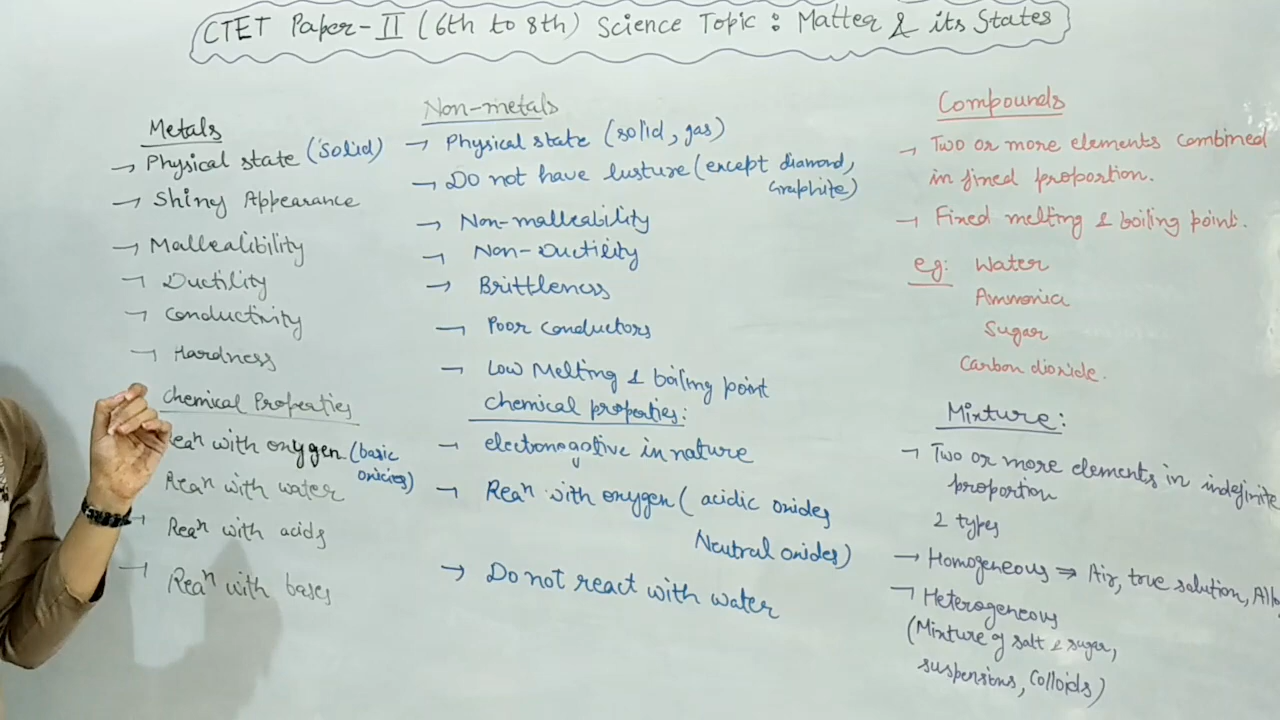 CTET Paper-II (6th to 8th) Science Topic: Matter & its States
Metals
→ Physical state (Solid)
→ Shiny Appearance
→ Mallealibility
→ Ductility
→ Conductivity
→ Hardness
Chemical Properties
Reaⁿ with oxygen (basic
oxicies)
Reaⁿ with water
→ Reaⁿ with acids
→ Reaⁿ with bases
Non-metals
→ Physical state (solid, gas)
→ Do not have lusture (except diamond,
Graphite)
→ Non-malleability
→ Non-Ductility
→ Brittleness
→ Poor conductors
→ Low Melting & boiling point
Chemical properties:
→ electronegative in nature
→ Reaⁿ with oxygen (acidic oxides
Neutral oxides)
→ Do not react with water
Compounds
→ Two or more elements combined
in fixed proportion.
→ Fixed melting & boiling point.
eg: Water
Ammonia
Sugar
Carbon dioxide.
Mixture:
→ Two or more elements in indefinite
proportion
2 types
→ Homogeneous ⇒ Air, true solution, Allo
→ Heterogeneous
(Mixture of salt & sugar,
suspensions, Colloids)